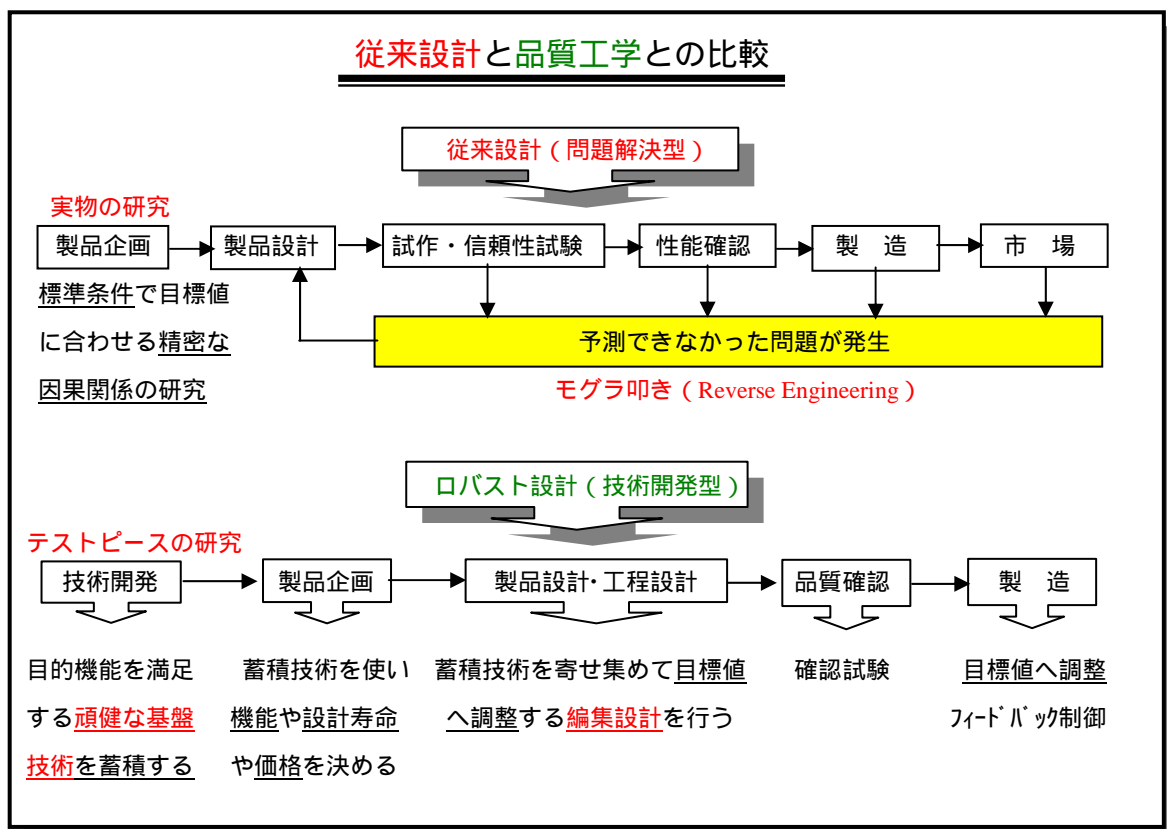 従来設計と品質工学との比較
従来設計（問題解決型）
実物の研究
製品企画
製品設計
試作・信頼性試験
性能確認
製　造
市　場
標準条件で目標値
に合わせる精密な
因果関係の研究
予測できなかった問題が発生
モグラ叩き（Reverse Engineering）
ロバスト設計（技術開発型）
テストピースの研究
技術開発
製品企画
製品設計･工程設計
品質確認
製　造
目的機能を満足
する頑健な基盤
技術を蓄積する
蓄積技術を使い
機能や設計寿命
や価格を決める
蓄積技術を寄せ集めて目標値
へ調整する編集設計を行う
確認試験
目標値へ調整
ﾌｨｰﾄﾞﾊﾞｯｸ制御